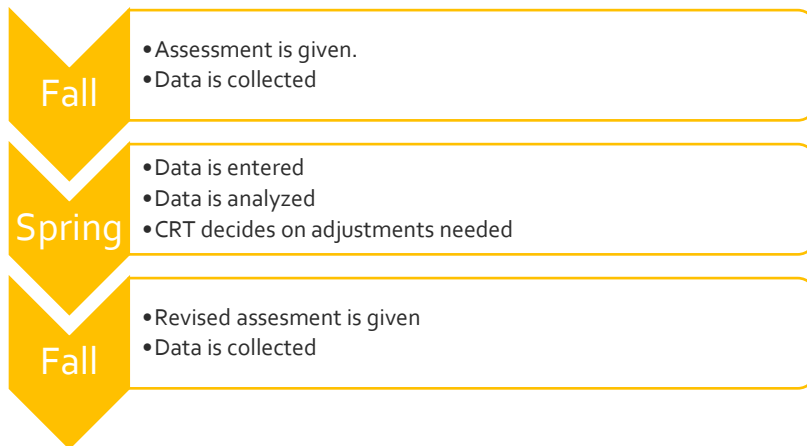 Fall
•Assessment is given.
•Data is collected
Spring
•Data is entered
•Data is analyzed
•CRT decides on adjustments needed
Fall
•Revised assesment is given
•Data is collected